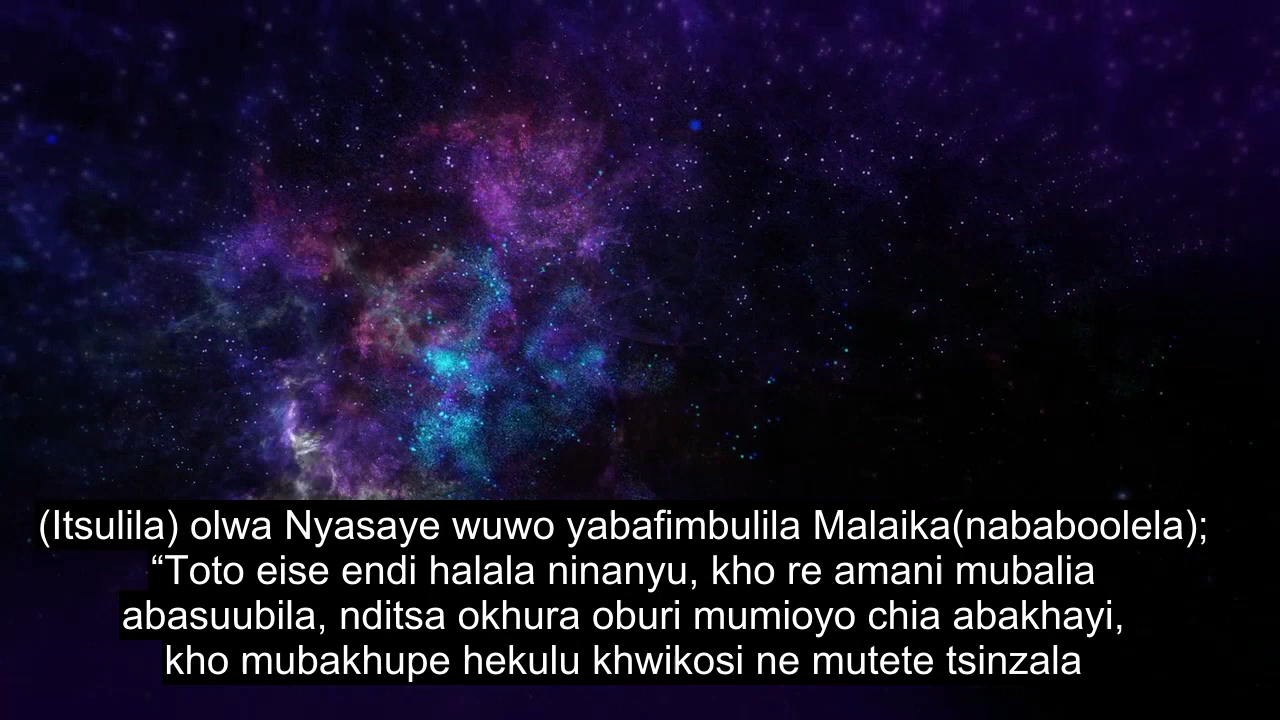 (Itsulila) olwa Nyasaye wuwo yabafimbulila Malaika(nababoolela);
“Toto eise endi halala ninanyu, kho re amani mubalia
abasuubila, nditsa okhura oburi mumioyo chia abakhayi,
kho mubakhupe hekulu khwikosi ne mutete tsinzala